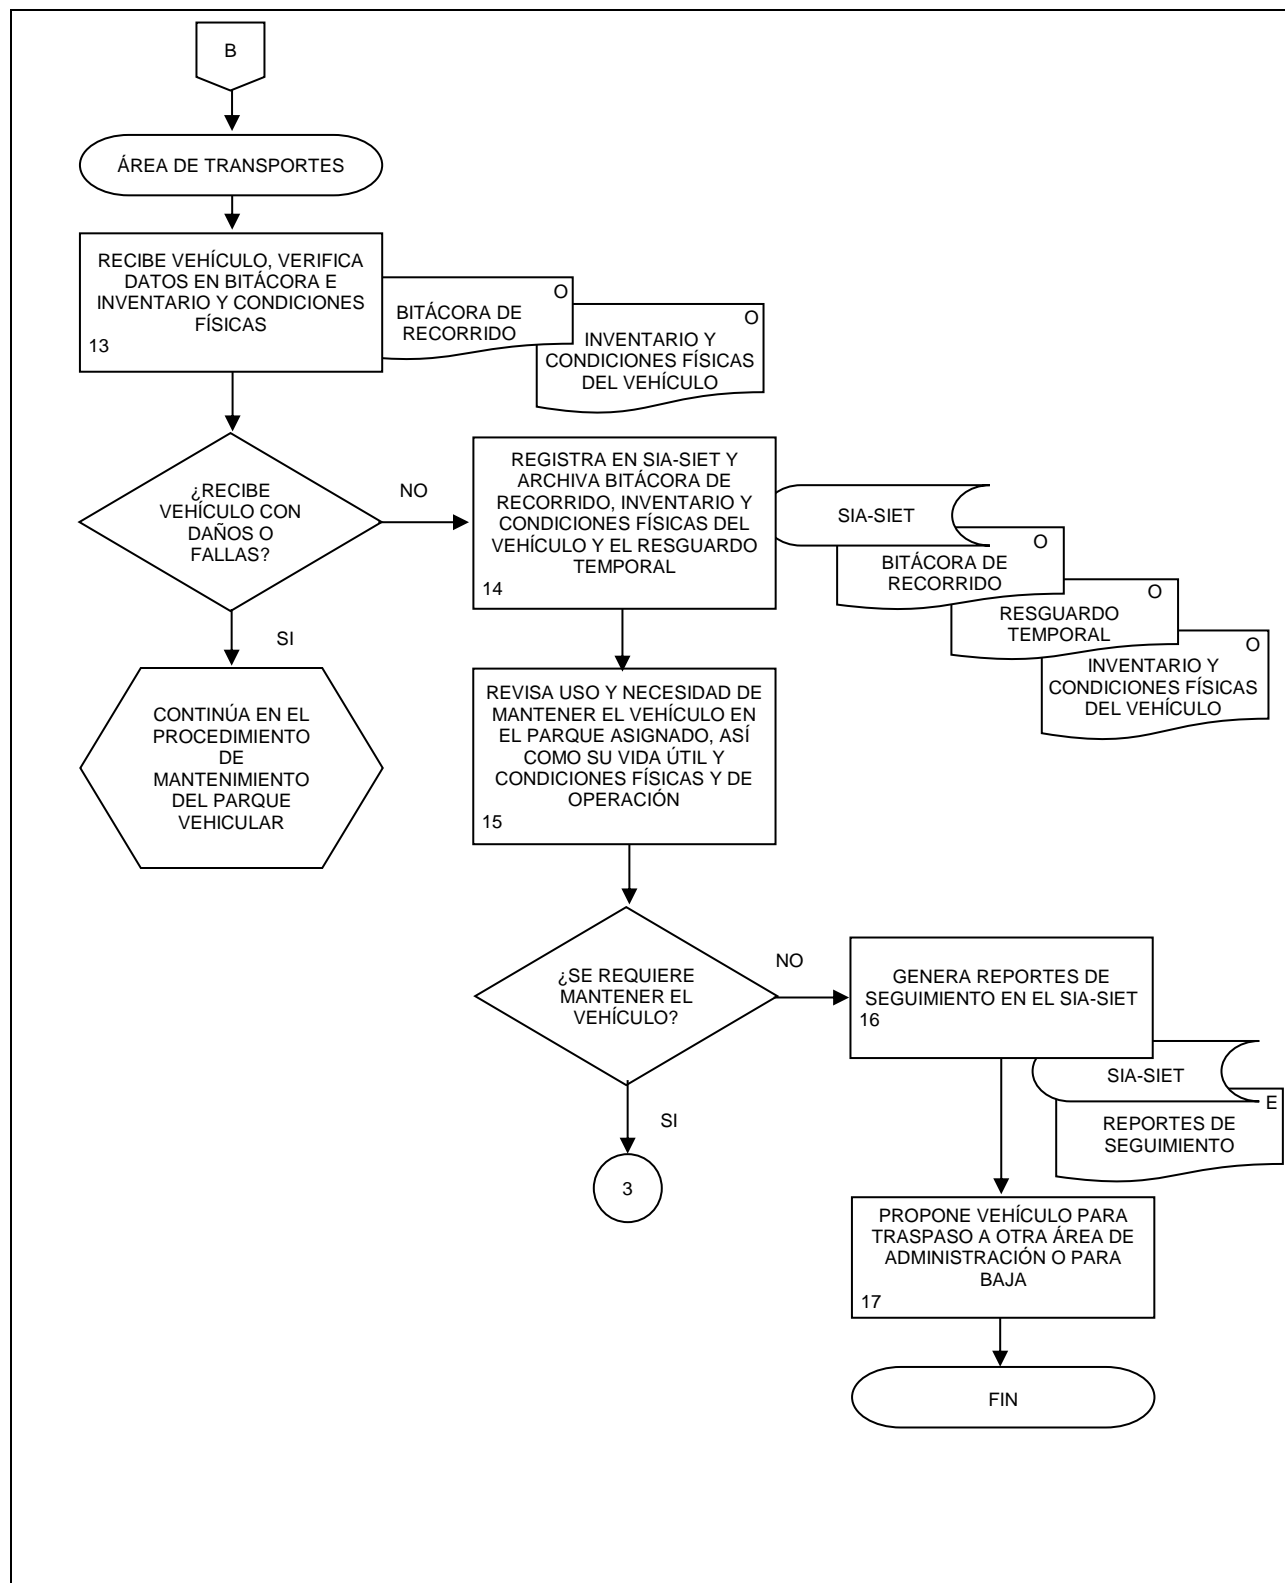 B
ÁREA DE TRANSPORTES
RECIBE VEHÍCULO, VERIFICA
DATOS EN BITÁCORA E
INVENTARIO Y CONDICIONES
FÍSICAS
13
O
BITÁCORA DE
RECORRIDO
O
INVENTARIO Y
CONDICIONES FÍSICAS
DEL VEHÍCULO
¿RECIBE
VEHÍCULO CON
DAÑOS O
FALLAS?
NO
SI
CONTINÚA EN EL
PROCEDIMIENTO
DE
MANTENIMIENTO
DEL PARQUE
VEHICULAR
REGISTRA EN SIA-SIET Y
ARCHIVA BITÁCORA DE
RECORRIDO, INVENTARIO Y
CONDICIONES FÍSICAS DEL
VEHÍCULO Y EL RESGUARDO
TEMPORAL
14
SIA-SIET
O
BITÁCORA DE
RECORRIDO
O
RESGUARDO
TEMPORAL
O
INVENTARIO Y
CONDICIONES FÍSICAS
DEL VEHÍCULO
REVISA USO Y NECESIDAD DE
MANTENER EL VEHÍCULO EN
EL PARQUE ASIGNADO, ASÍ
COMO SU VIDA ÚTIL Y
CONDICIONES FÍSICAS Y DE
OPERACIÓN
15
¿SE REQUIERE
MANTENER EL
VEHÍCULO?
NO
SI
3
GENERA REPORTES DE
SEGUIMIENTO EN EL SIA-SIET
16
SIA-SIET
E
REPORTES DE
SEGUIMIENTO
PROPONE VEHÍCULO PARA
TRASPASO A OTRA ÁREA DE
ADMINISTRACIÓN O PARA
BAJA
17
FIN